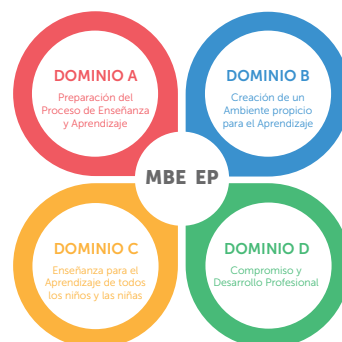 DOMINIO A
Preparación del
Proceso de Enseñanza
y Aprendizaje
DOMINIO B
Creación de un
Ambiente propicio
para el Aprendizaje
MBE EP
DOMINIO C
Enseñanza para el
Aprendizaje de todos
los niños y las niñas
DOMINIO D
Compromiso y
Desarrollo Profesional